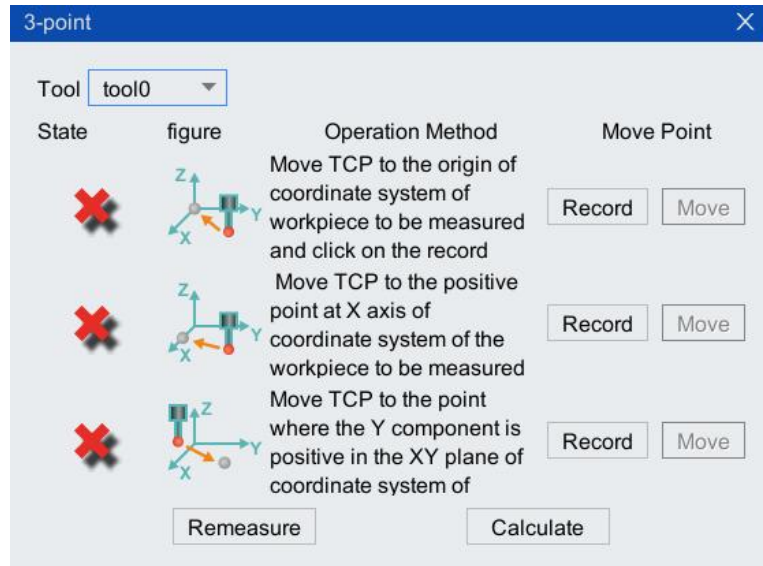 3-point
Tool tool0
State figure Operation Method Move Point
Z
Y
X
Move TCP to the origin of
coordinate system of
workpiece to be measured
and click on the record
Record Move
Z
Y
X
Move TCP to the positive
point at X axis of
coordinate system of the
workpiece to be measured
Record Move
Z
Y
X
Move TCP to the point
where the Y component is
positive in the XY plane of
coordinate system of
Record Move
Remeasure Calculate